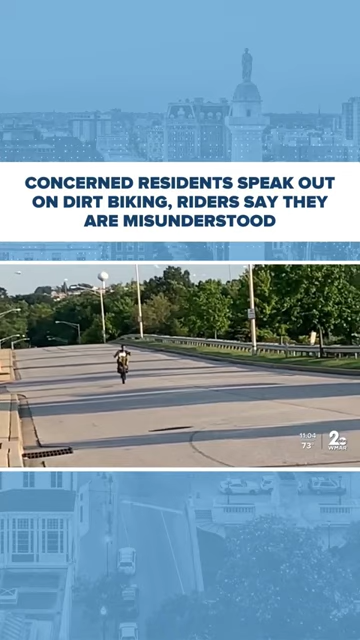 CONCERNED RESIDENTS SPEAK OUT
ON DIRT BIKING, RIDERS SAY THEY
ARE MISUNDERSTOOD
11:04
73°
2
WMAR